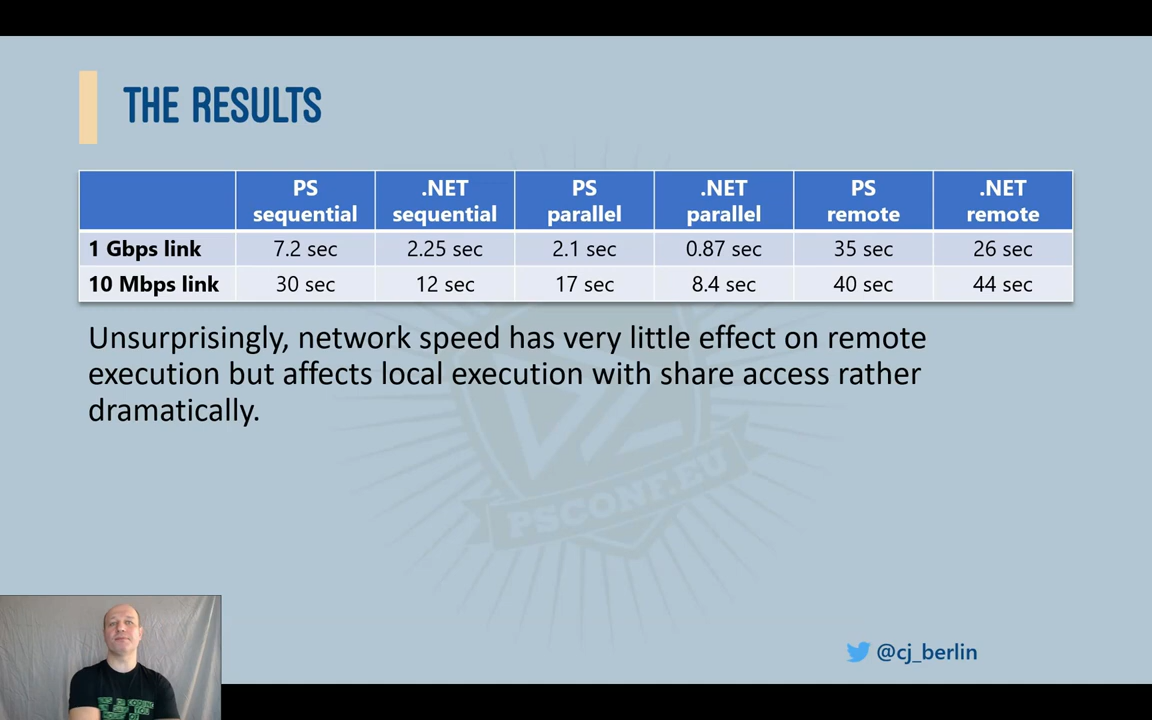 THE RESULTS
PS sequential .NET sequential PS parallel .NET parallel PS remote .NET remote
1 Gbps link 7.2 sec 2.25 sec 2.1 sec 0.87 sec 35 sec 26 sec
10 Mbps link 30 sec 12 sec 17 sec 8.4 sec 40 sec 44 sec
Unsurprisingly, network speed has very little effect on remote
execution but affects local execution with share access rather
dramatically.
PSCONF.EU
@cj_berlin